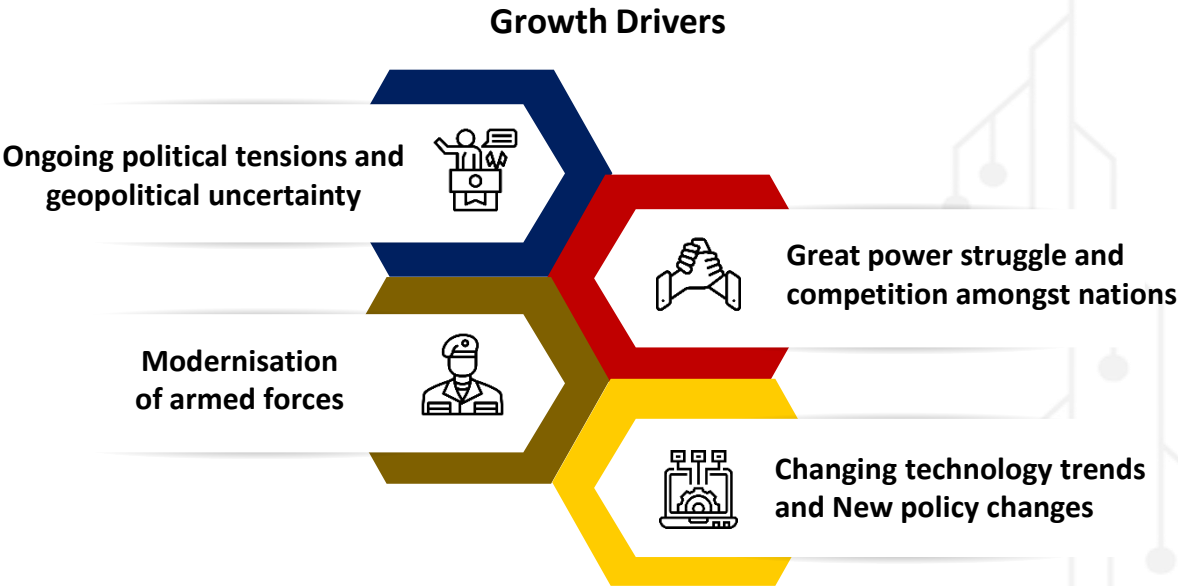 Growth Drivers
Ongoing political tensions and
geopolitical uncertainty
Great power struggle and
competition amongst nations
Modernisation
of armed forces
Changing technology trends
and New policy changes